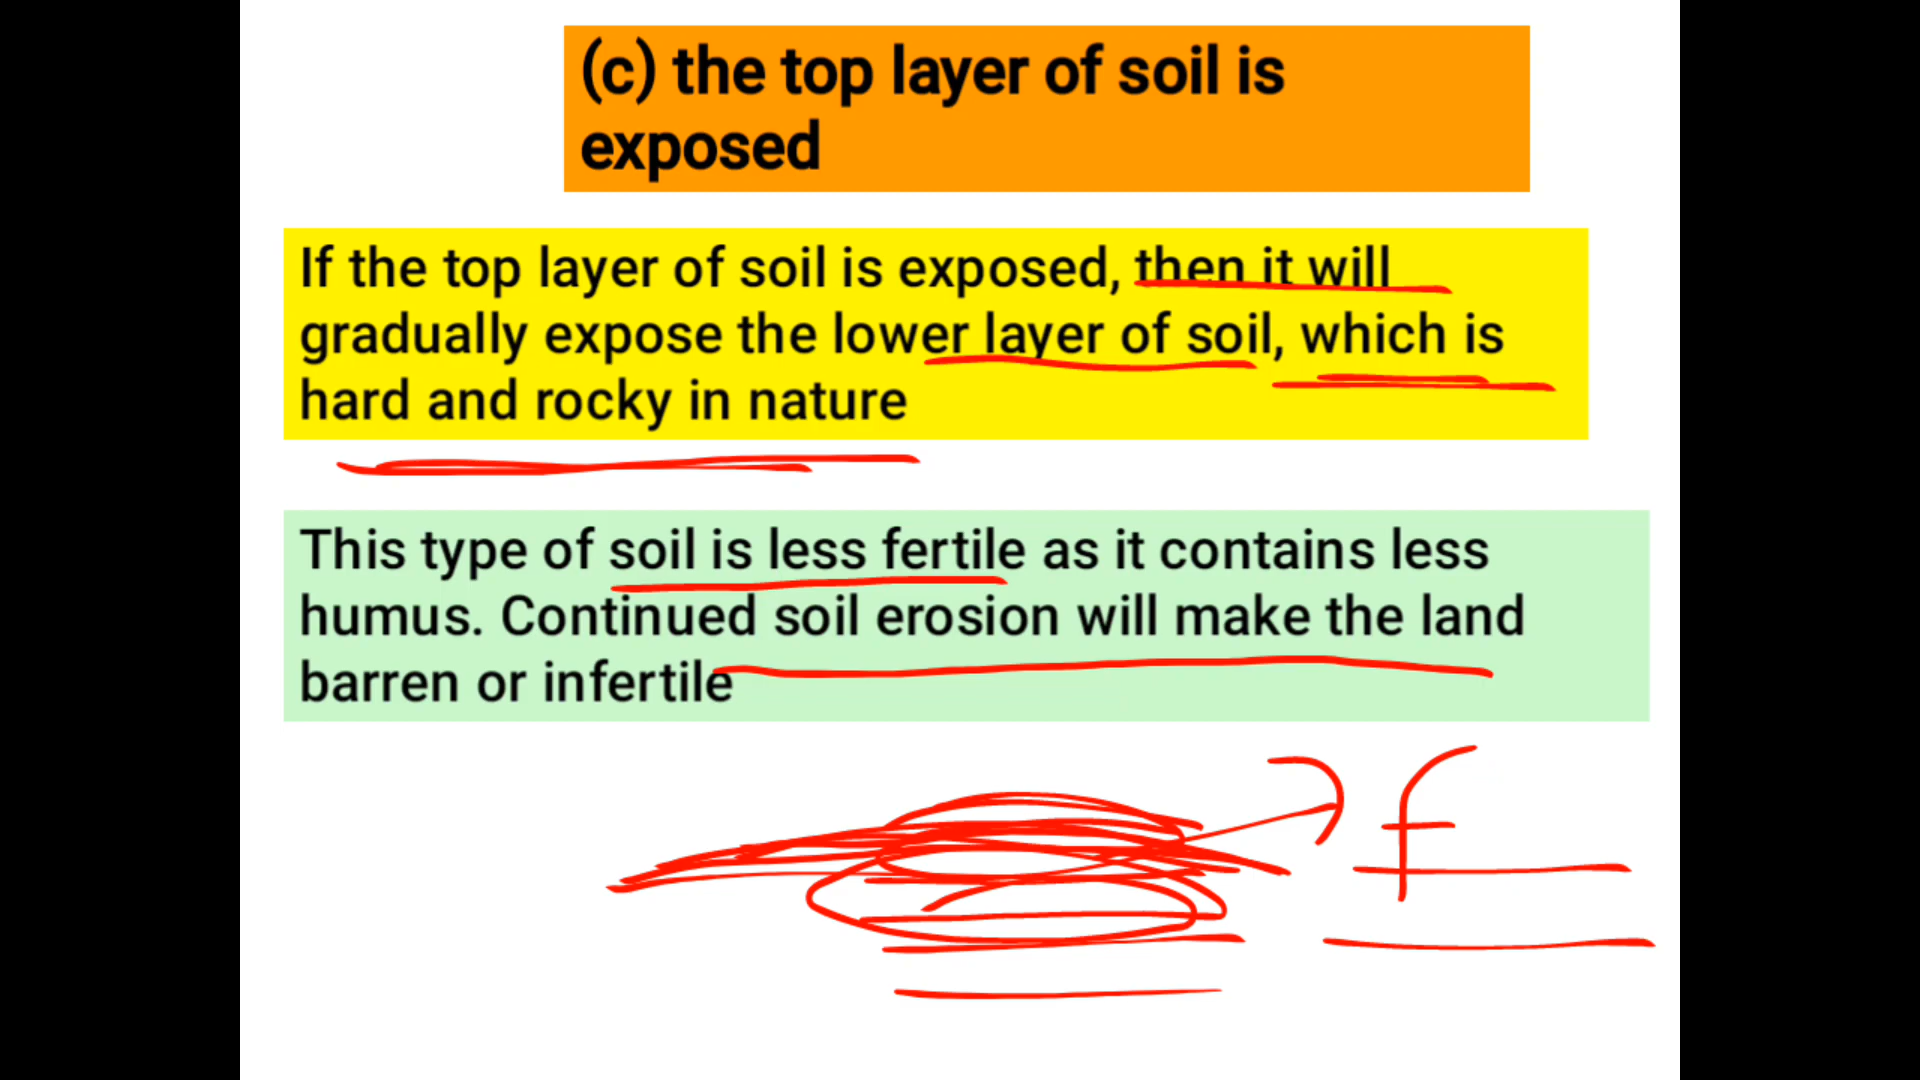 (c) the top layer of soil is
exposed
If the top layer of soil is exposed, then it will
gradually expose the lower layer of soil, which is
hard and rocky in nature
This type of soil is less fertile as it contains less
humus. Continued soil erosion will make the land
barren or infertile
f